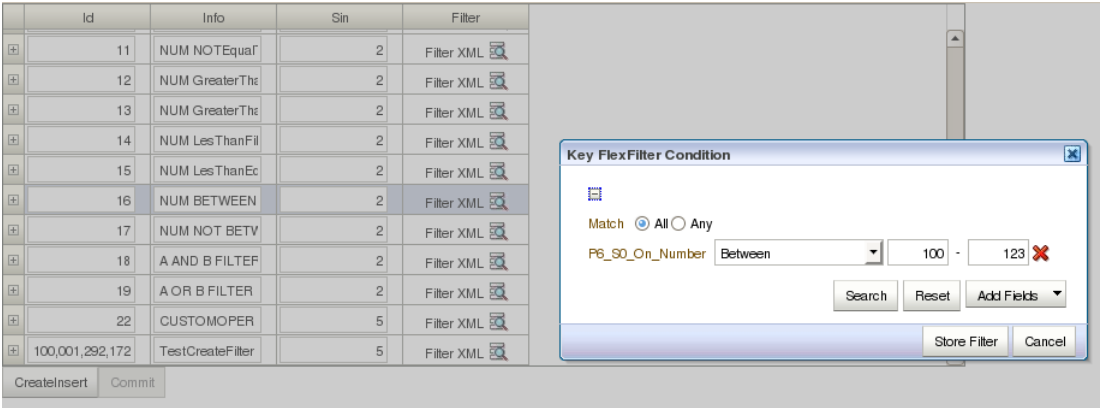 Id Info Sin Filter
11 NUM NOTEqualF 2 Filter XML
12 NUM GreaterTha 2 Filter XML
13 NUM GreaterTha 2 Filter XML
14 NUM LesThanFil 2 Filter XML
15 NUM LesThanEc 2 Filter XML
16 NUM BETWEEN 2 Filter XML
17 NUM NOT BETV 2 Filter XML
18 A AND B FILTER 2 Filter XML
19 A OR B FILTER 2 Filter XML
22 CUSTOMOPER 5 Filter XML
100,001,292,172 TestCreateFilter 5 Filter XML
CreateInsert Commit
Key FlexFilter Condition
Match All Any
P6_S0_On_Number Between 100 - 123
Search Reset Add Fields
Store Filter Cancel